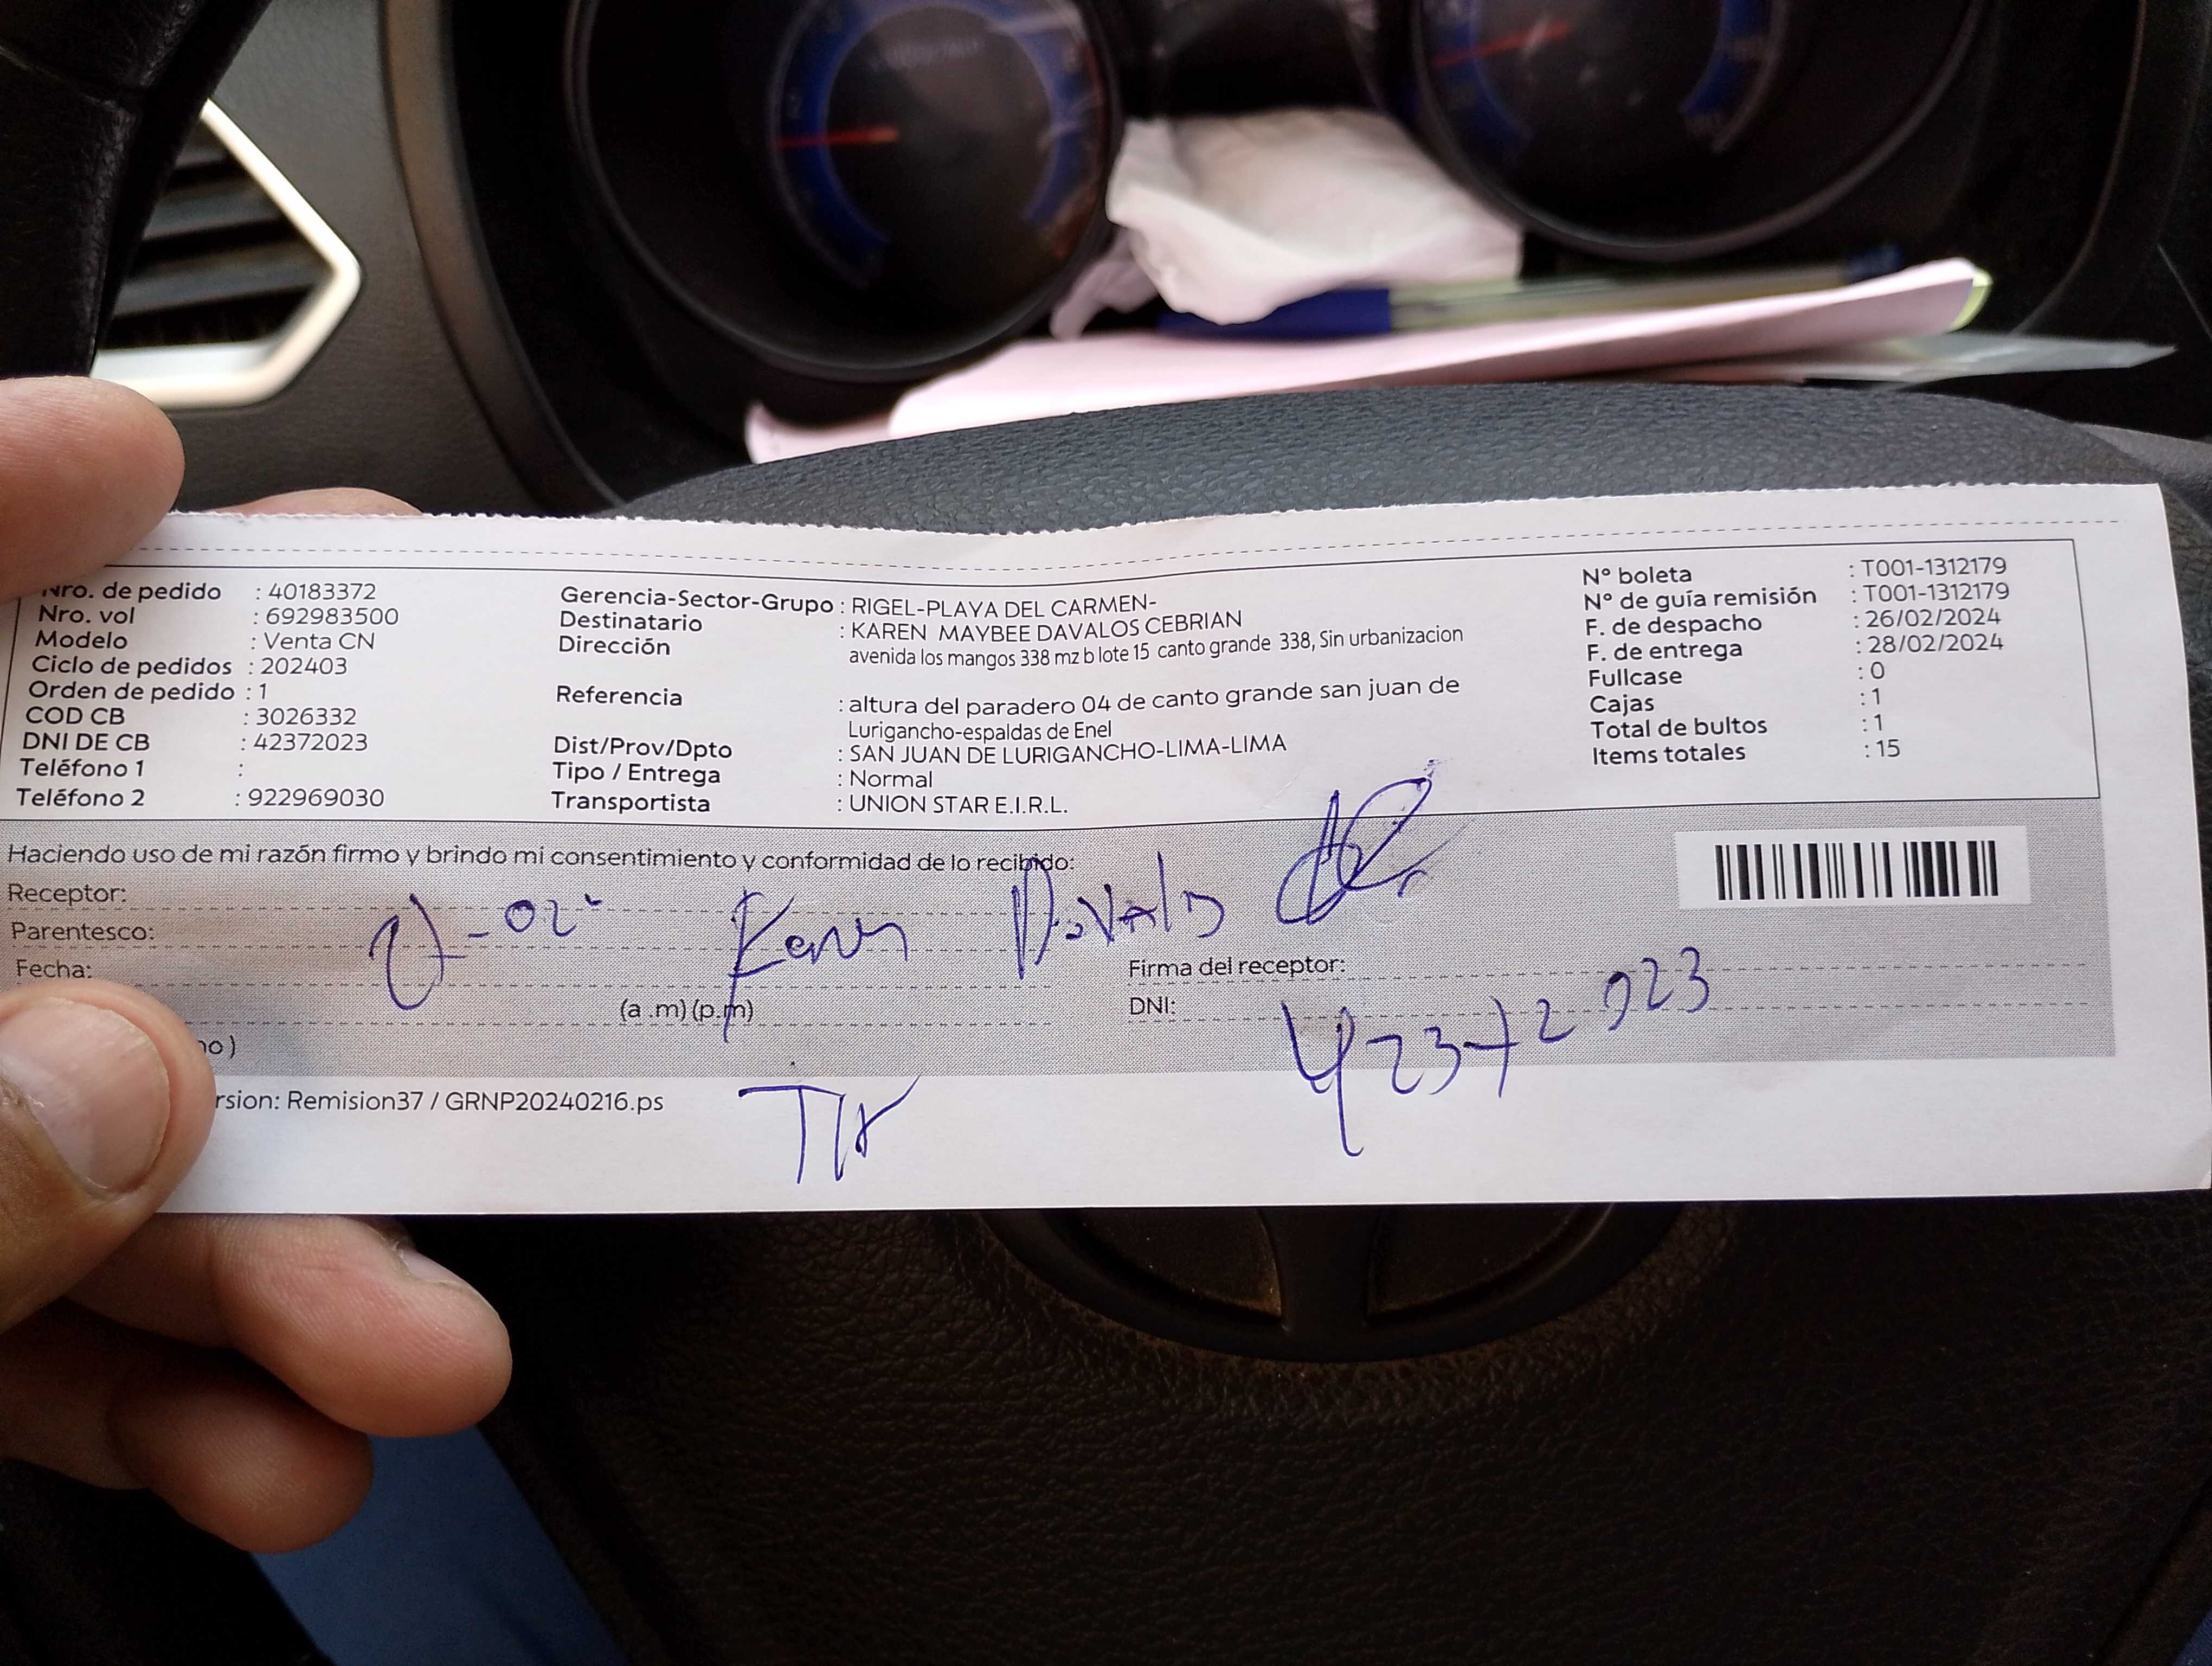 Nro. de pedido : 40183372
Nro. vol : 692983500
Modelo : Venta CN
Ciclo de pedidos : 202403
Orden de pedido : 1
COD CB : 3026332
DNI DE CB : 42372023
Teléfono 1 :
Teléfono 2 : 922969030
Gerencia-Sector-Grupo : RIGEL-PLAYA DEL CARMEN-
Destinatario : KAREN MAYBEE DAVALOS CEBRIAN
Dirección avenida los mangos 338 mz b lote 15 canto grande 338, Sin urbanizacion
Referencia : altura del paradero 04 de canto grande san juan de
Lurigancho-espaldas de Enel
Dist/Prov/Dpto : SAN JUAN DE LURIGANCHO-LIMA-LIMA
Tipo / Entrega : Normal
Transportista : UNION STAR E.I.R.L.
Nº boleta : T001-1312179
Nº de guía remisión : T001-1312179
F. de despacho : 26/02/2024
F. de entrega : 28/02/2024
Fullcase : 0
Cajas : 1
Total de bultos : 1
Items totales : 15
Haciendo uso de mi razón firmo y brindo mi consentimiento y conformidad de lo recibido:
Receptor:
Parentesco:
Karen Davalos
Fecha:
Firma del receptor:
(a .m) (p.m)
DNI: 42372023
no)
rsion: Remision37 / GRNP20240216.ps